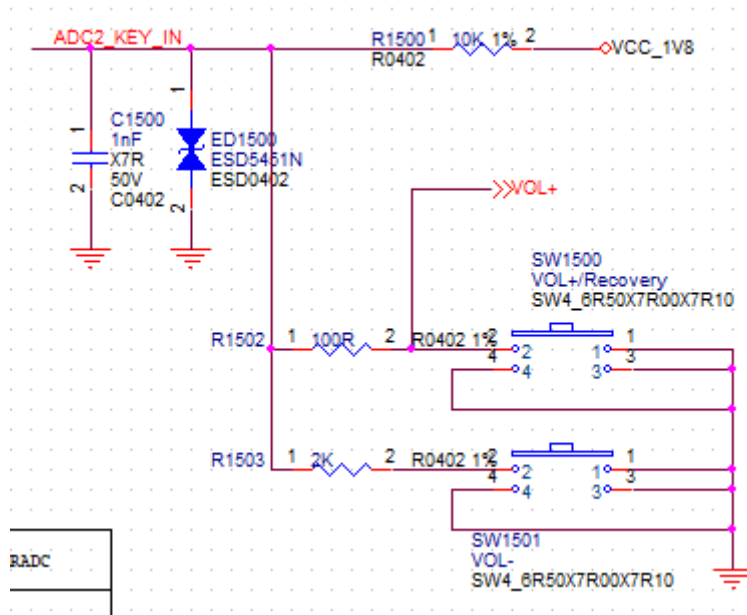 ADC2_KEY_IN
R1500
1
10K 1%
2
VCC_1V8
R0402
1
C1500
1nF
X7R
50V
C0402
1
2
1
ED1500
ESD5451N
ESD0402
2
VOL+
SW1500
VOL+/Recovery
SW4_6R50X7R00X7R10
R1502
1
100R
2
R0402 1%
2
4
2
4
1
3
1
3
R1503
1
2K
2
R0402 1%
2
4
2
4
1
3
1
3
SW1501
VOL-
SW4_6R50X7R00X7R10
RADC